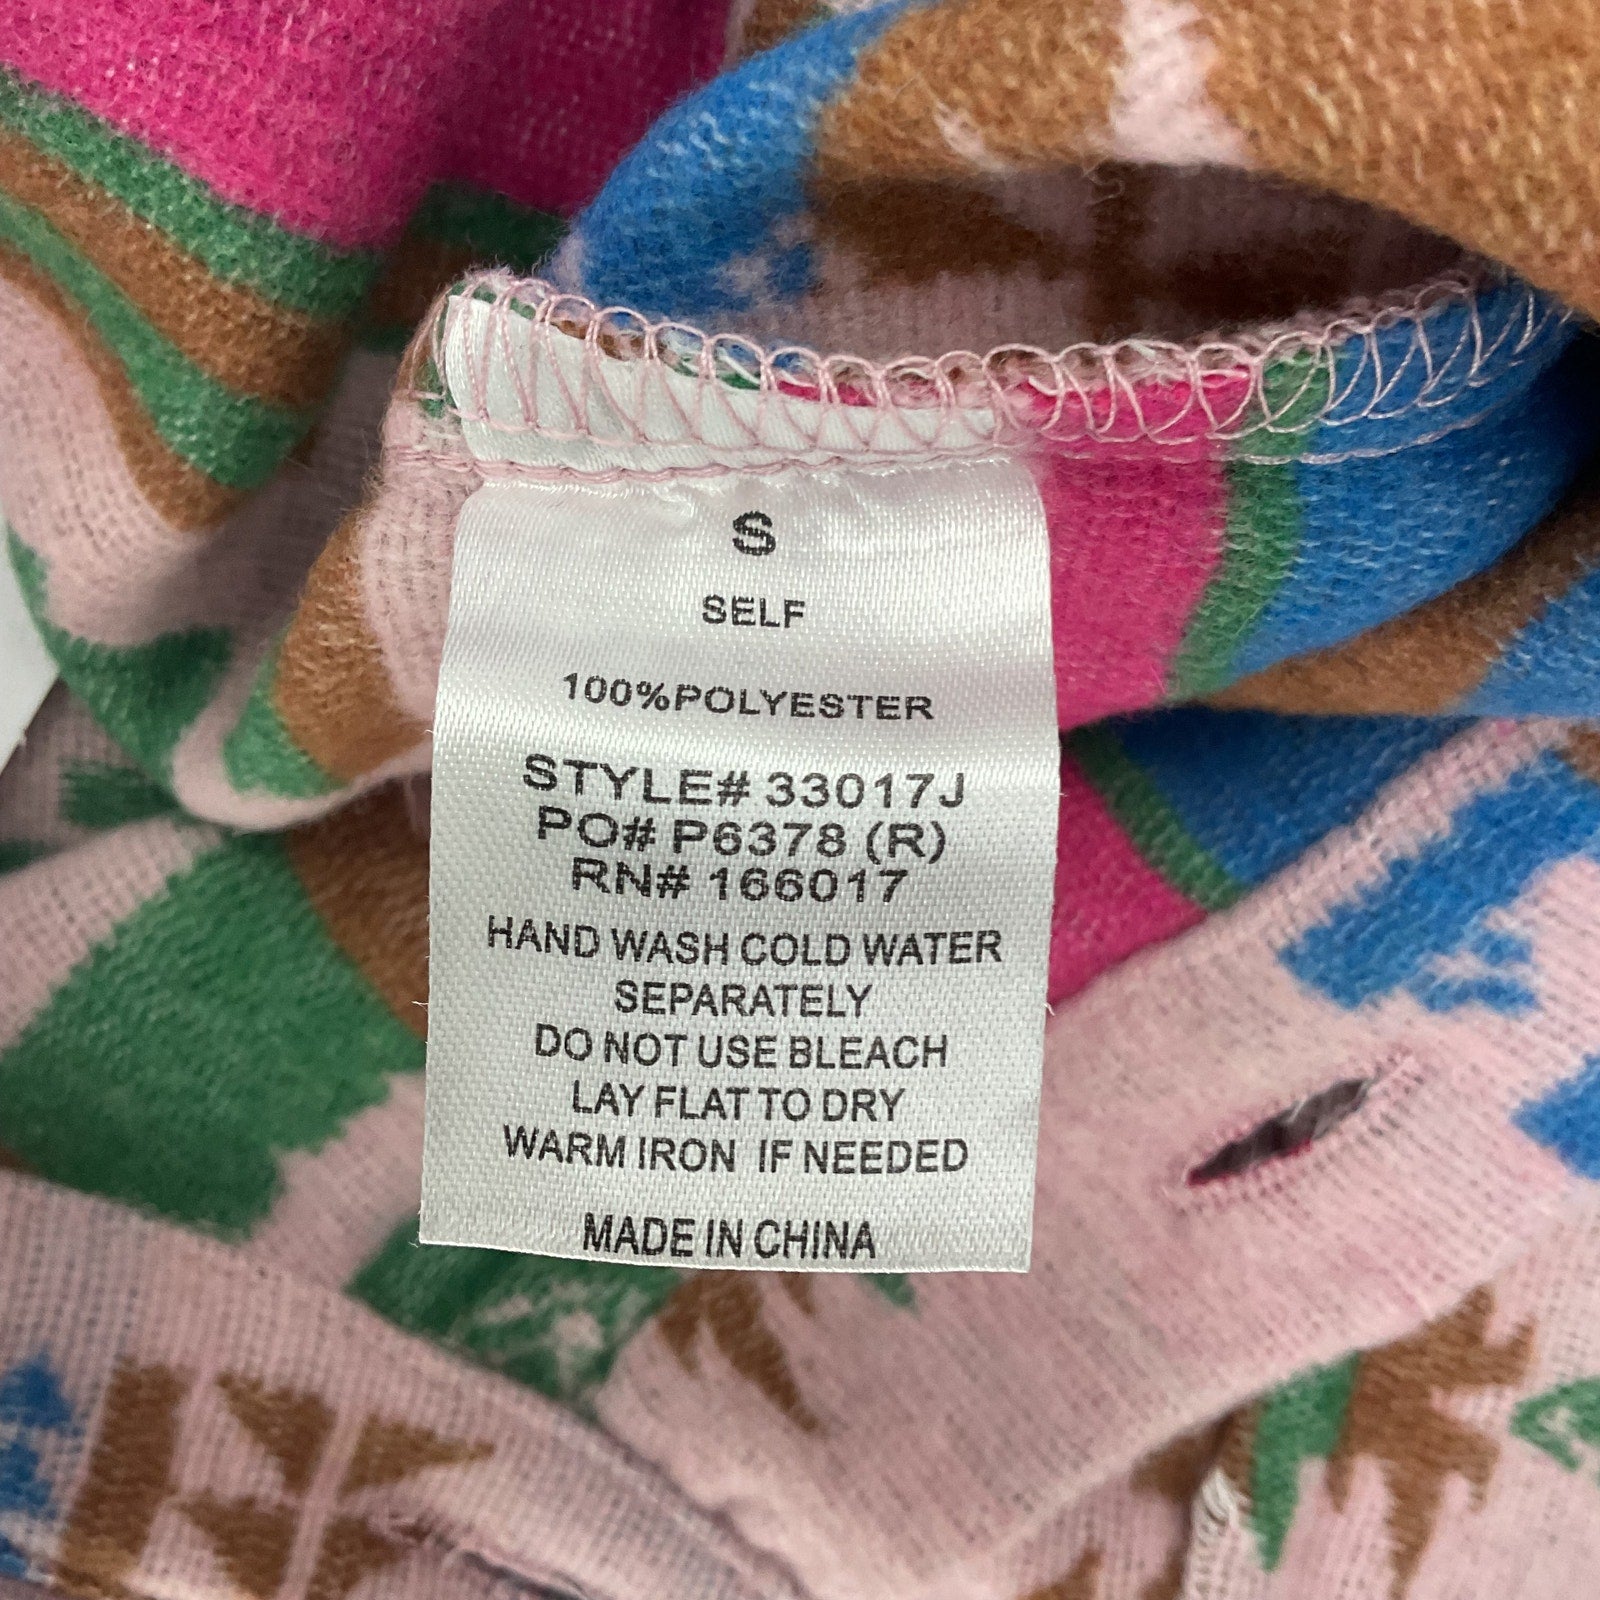 S
SELF
100%POLYESTER
STYLE# 33017J
PO# P6378 (R)
RN# 166017
HAND WASH COLD WATER
SEPARATELY
DO NOT USE BLEACH
LAY FLAT TO DRY
WARM IRON IF NEEDED
MADE IN CHINA